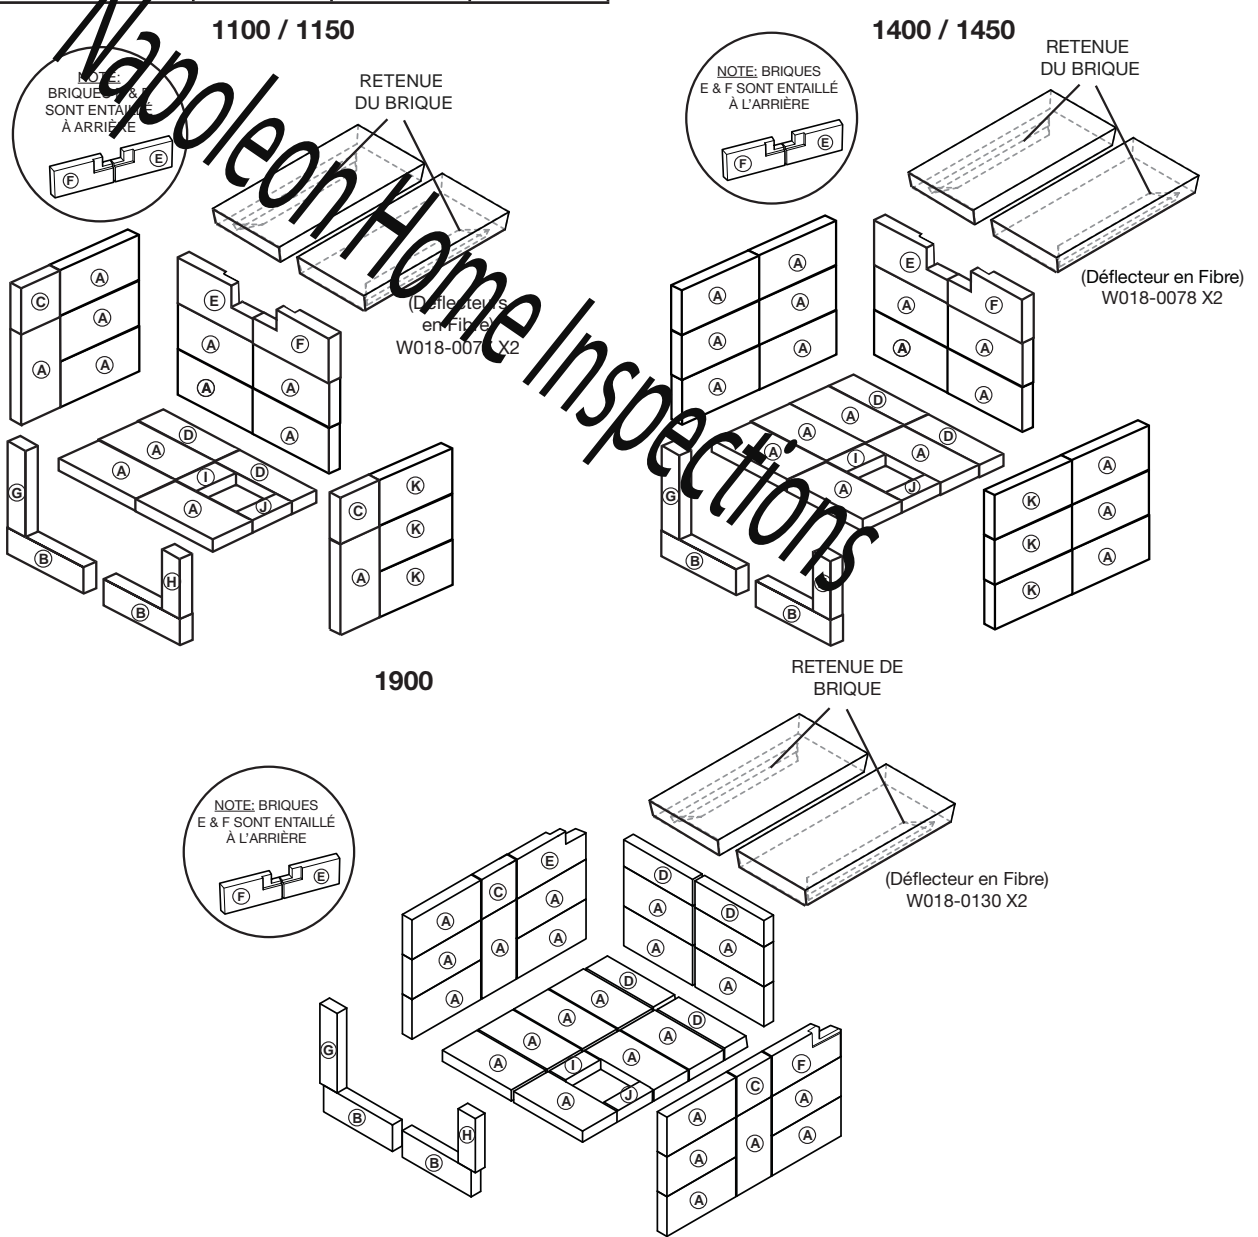 1100 / 1150
NOTE:
BRIQUES & 
SONT ENTAILLÉ
À ARRIÈRE
F
E
RETENUE
DU BRIQUE
(Déflecteurs
en Fibre)
X2
C
A
A
A
A
E
F
A
A
A
A
D
A
D
A
I
A
J
G
B
H
B
C
K
K
A
K
1400 / 1450
NOTE: BRIQUES
E & F SONT ENTAILLÉ
À L'ARRIÈRE
F
E
RETENUE
DU BRIQUE
(Déflecteur en Fibre)
W018-0078 X2
A
A
A
A
A
A
E
F
A
A
A
A
D
A
D
A
A
A
I
A
J
G
B
B
A
K
A
K
A
K
Napoleon Home Inspections
1900
NOTE: BRIQUES
E & F SONT ENTAILLÉ
À L'ARRIÈRE
F
E
RETENUE DE
BRIQUE
(Déflecteur en Fibre)
W018-0130 X2
E
C
A
A
A
A
A
A
A
D
D
A
A
A
A
D
A
D
A
A
A
A
A
I
J
A
G
B
H
B
F
C
A
A
A
A
A
A